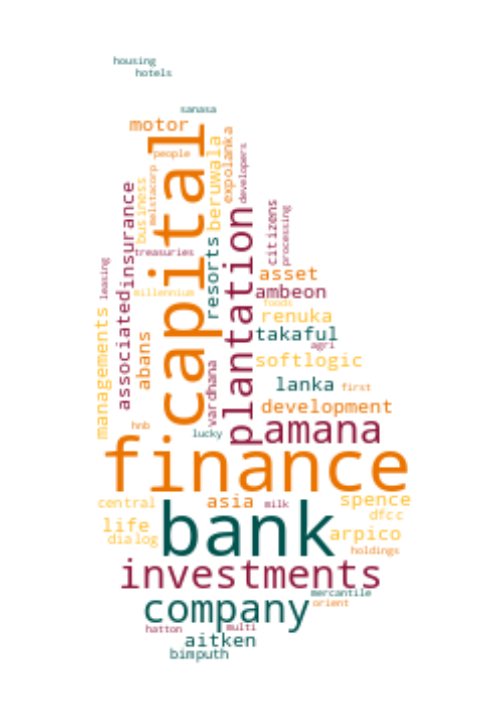 housing
hotels
sanasa
motor
people
capital
beruwala
expolanka
developers
business
melstacorp
insurance
associated
treasuries
millennium
leasing
managements
abans
resorts
plantation
citizens
processing
asset
ambeon
foods
renuka
takaful
agri
softlogic
lanka
first
vardhana
development
hnb
lucky
amana
finance
central
asia
milk
spence
dfcc
life
dialog
bank
arpico
holdings
investments
mercantile
company
orient
hatton
multi
aitken
bimputh